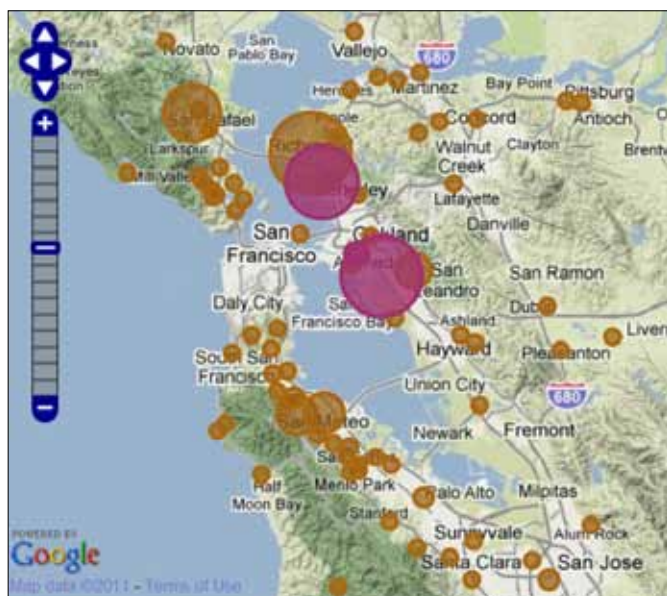 Novato
San
Pablo Bay
Vallejo
680
Hercules
Martinez
Bay Point
Pittsburg
San Rafael
Concord
Antioch
Walnut
Creek
Clayton
Larkspur
Mill Valley
Lafayette
Danville
San
Francisco
Oakland
San
Leandro
San Ramon
Daly City
Francisco Bay
Ashland
Hayward
Pleasanton
South San
Francisco
Union City
680
San Mateo
Newark
Fremont
Menlo Park
Half
Moon Bay
Palo Alto
Milpitas
Stanford
Sunnyvale
Alum Rock
Santa Clara
San Jose
POWERED BY
Google
Map data ©2011 - Terms of Use